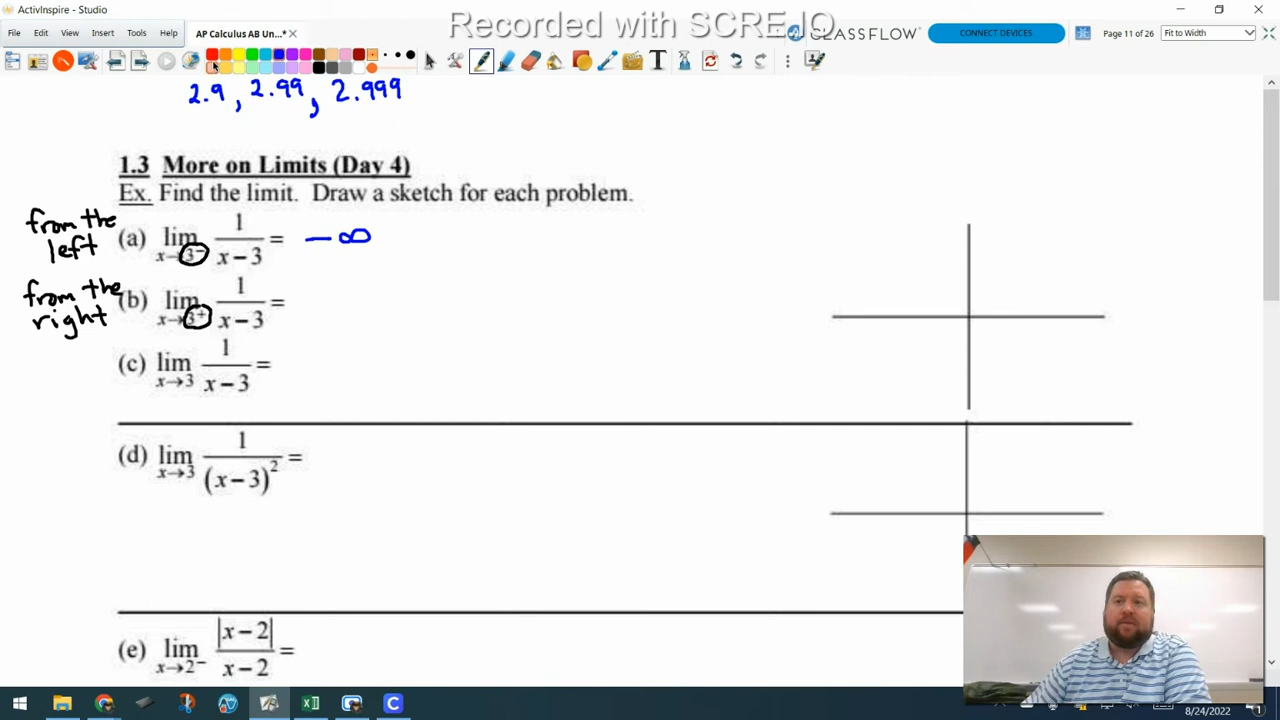 ActivInspire - Studio
Recorded with SCRE.IO
File Edit View Insert Tools Help
AP Calculus AB Un...*
CLASSFLOW
CONNECT DEVICES
Page 11 of 26
Fit to Width
2.9, 2.99, 2.999
1.3 More on Limits (Day 4)
Ex. Find the limit. Draw a sketch for each problem.
from the left
(a) lim x→3⁻ 1/(x−3) = −∞
from the right
(b) lim x→3⁺ 1/(x−3) =
(c) lim x→3 1/(x−3) =
(d) lim x→3 1/(x−3)² =
(e) lim x→2⁻ |x−2|/(x−2) =
8/24/2022